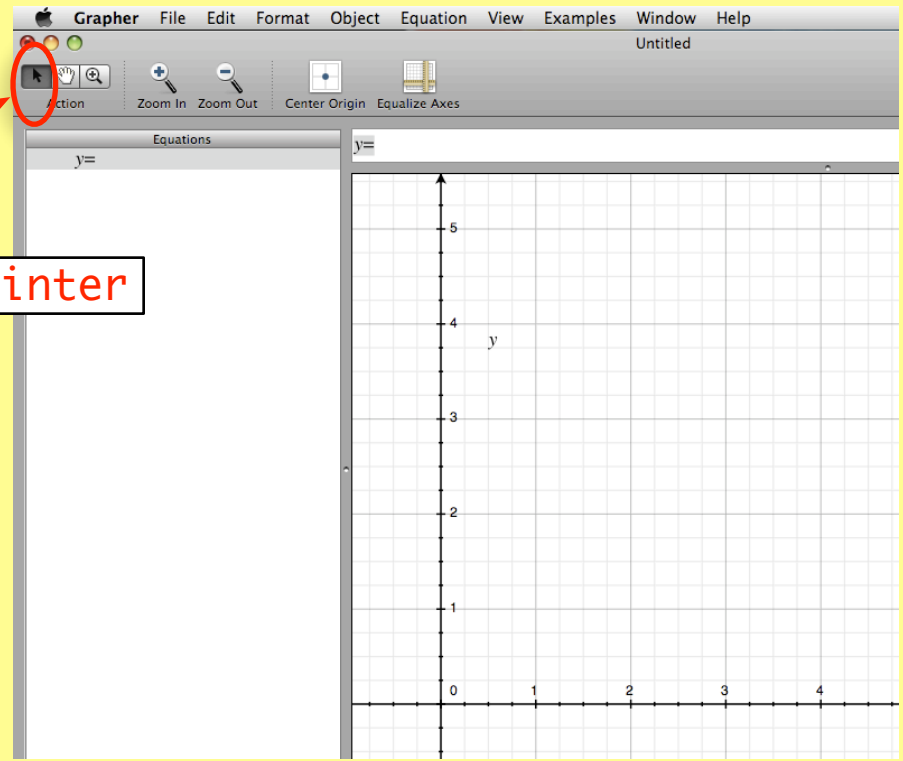 Grapher File Edit Format Object Equation View Examples Window Help
Untitled
Action Zoom In Zoom Out Center Origin Equalize Axes
Equations
y=
y=
inter
5
4
y
3
2
1
0 1 2 3 4